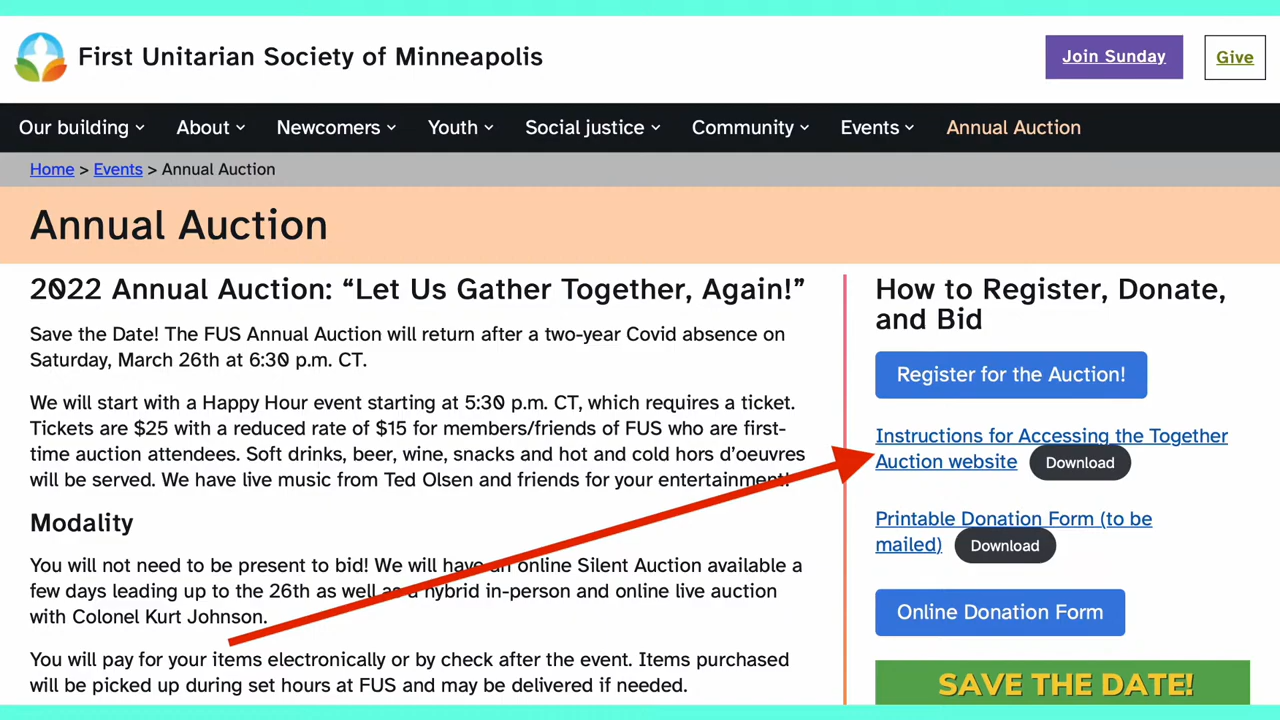 First Unitarian Society of Minneapolis
Join Sunday
Give
Our building
About
Newcomers
Youth
Social justice
Community
Events
Annual Auction
Home > Events > Annual Auction
Annual Auction
2022 Annual Auction: “Let Us Gather Together, Again!”
Save the Date! The FUS Annual Auction will return after a two-year Covid absence on
Saturday, March 26th at 6:30 p.m. CT.
We will start with a Happy Hour event starting at 5:30 p.m. CT, which requires a ticket.
Tickets are $25 with a reduced rate of $15 for members/friends of FUS who are first-
time auction attendees. Soft drinks, beer, wine, snacks and hot and cold hors d’oeuvres
will be served. We have live music from Ted Olsen and friends for your entertainment!
Modality
You will not need to be present to bid! We will have an online Silent Auction available a
few days leading up to the 26th as well as a hybrid in-person and online live auction
with Colonel Kurt Johnson.
You will pay for your items electronically or by check after the event. Items purchased
will be picked up during set hours at FUS and may be delivered if needed.
How to Register, Donate,
and Bid
Register for the Auction!
Instructions for Accessing the Together
Auction website Download
Printable Donation Form (to be
mailed) Download
Online Donation Form
SAVE THE DATE!